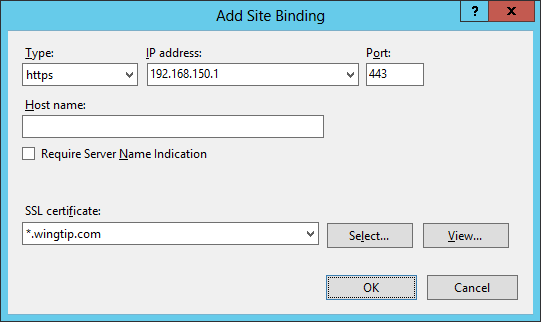 Add Site Binding
? x
Type: IP address: Port:
https 192.168.150.1 443
Host name:
Require Server Name Indication
SSL certificate:
*.wingtip.com Select... View...
OK Cancel